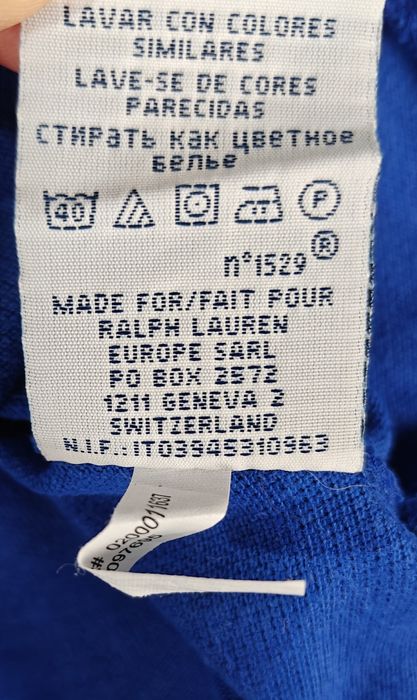 LAVAR CON COLORES
SIMILARES
LAVE-SE DE CORES
PARECIDAS
СТИРАТЬ КАК ЦВЕТНОЕ
БЕЛЬЕ
40 P
n°1529 ®
MADE FOR/FAIT POUR
RALPH LAUREN
EUROPE SARL
PO BOX 2572
1211 GENEVA 2
SWITZERLAND
N.I.F.: IT03945310963